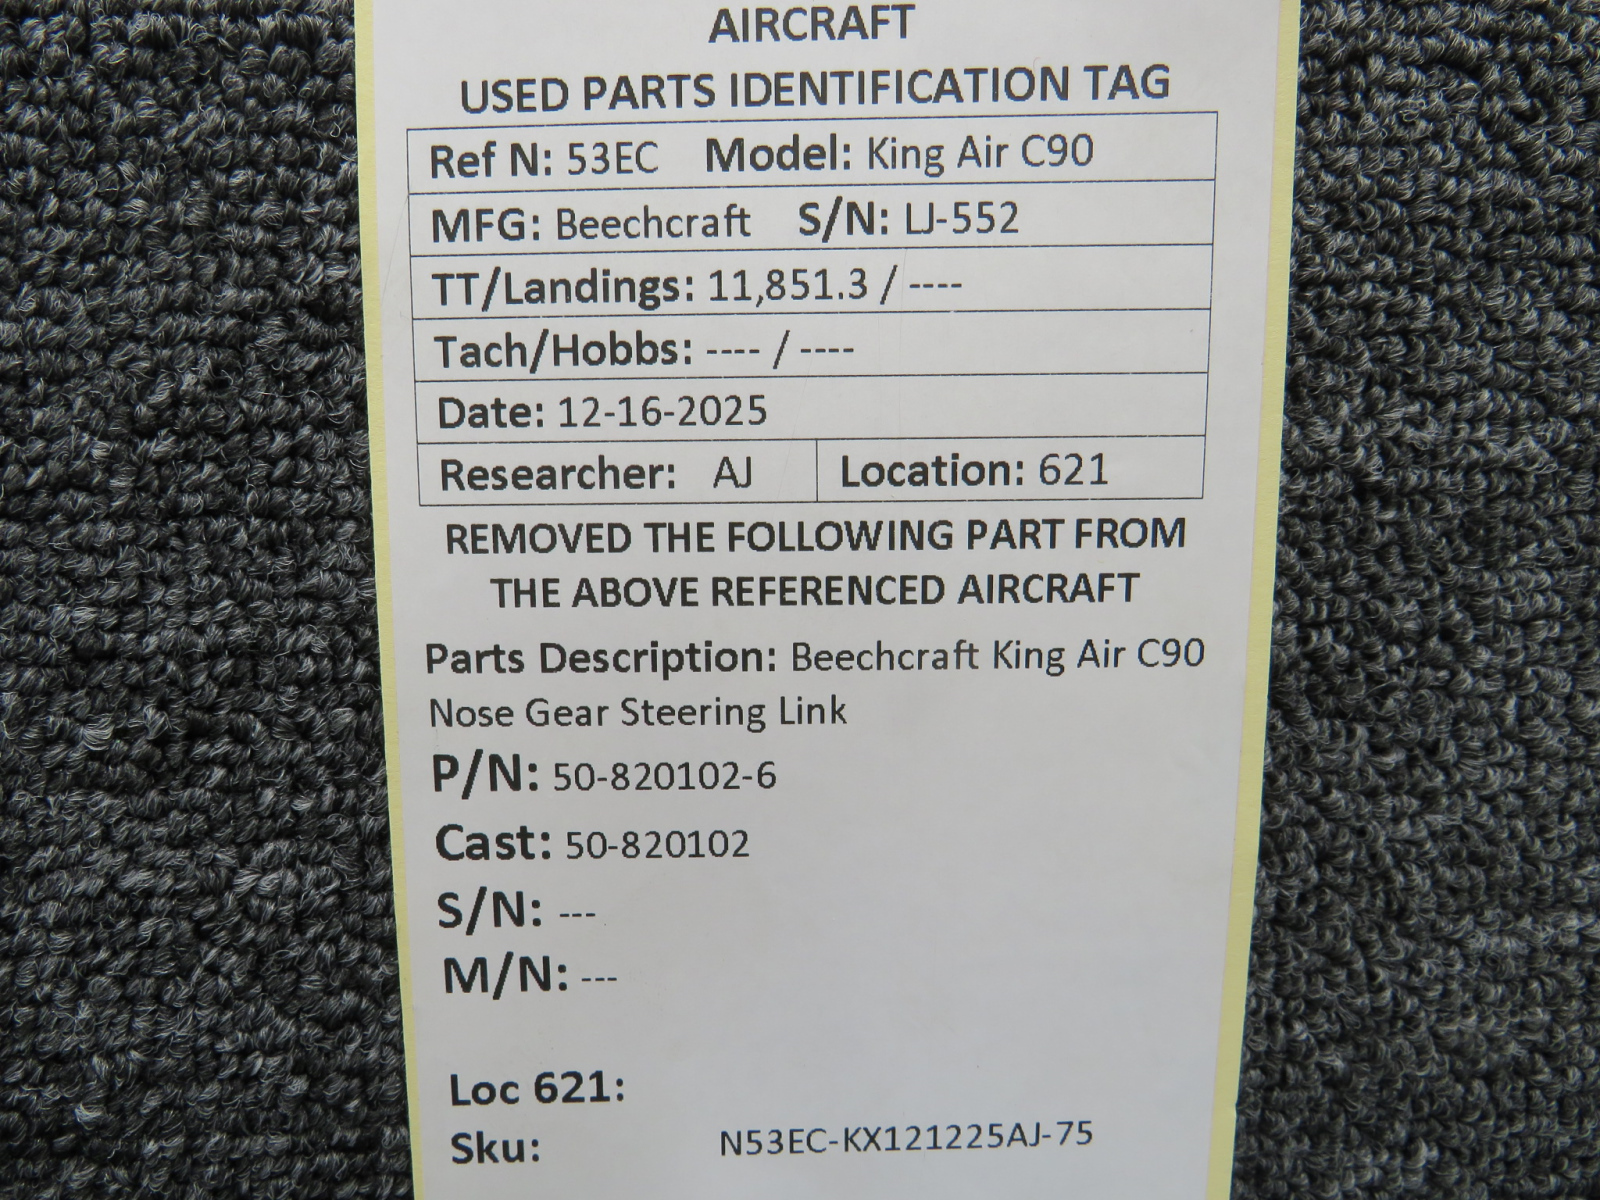 AIRCRAFT
USED PARTS IDENTIFICATION TAG
Ref N: 53EC Model: King Air C90
MFG: Beechcraft S/N: LJ-552
TT/Landings: 11,851.3 / ----
Tach/Hobbs: ---- / ----
Date: 12-16-2025
Researcher: AJ Location: 621
REMOVED THE FOLLOWING PART FROM
THE ABOVE REFERENCED AIRCRAFT
Parts Description: Beechcraft King Air C90
Nose Gear Steering Link
P/N: 50-820102-6
Cast: 50-820102
S/N: ---
M/N: ---
Loc 621:
Sku: N53EC-KX121225AJ-75